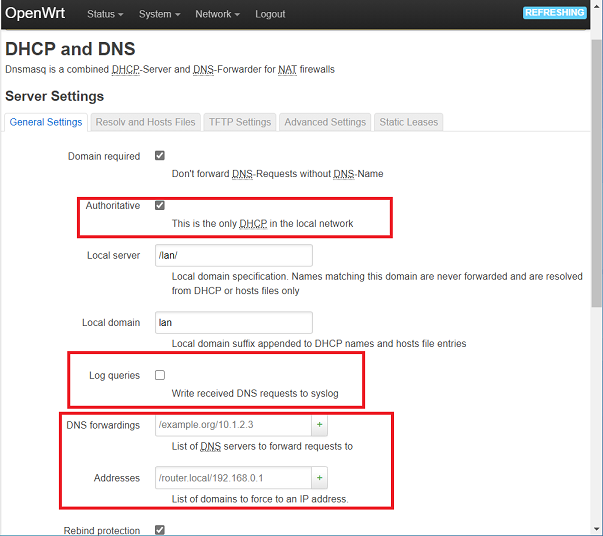 OpenWrt Status System Network Logout REFRESHING
DHCP and DNS
Dnsmasq is a combined DHCP-Server and DNS-Forwarder for NAT firewalls
Server Settings
General Settings Resolv and Hosts Files TFTP Settings Advanced Settings Static Leases
Domain required
Don't forward DNS-Requests without DNS-Name
Authoritative
This is the only DHCP in the local network
Local server /lan/
Local domain specification. Names matching this domain are never forwarded and are resolved
from DHCP or hosts files only
Local domain lan
Local domain suffix appended to DHCP names and hosts file entries
Log queries
Write received DNS requests to syslog
DNS forwardings /example.org/10.1.2.3 +
List of DNS servers to forward requests to
Addresses /router.local/192.168.0.1 +
List of domains to force to an IP address.
Rebind protection